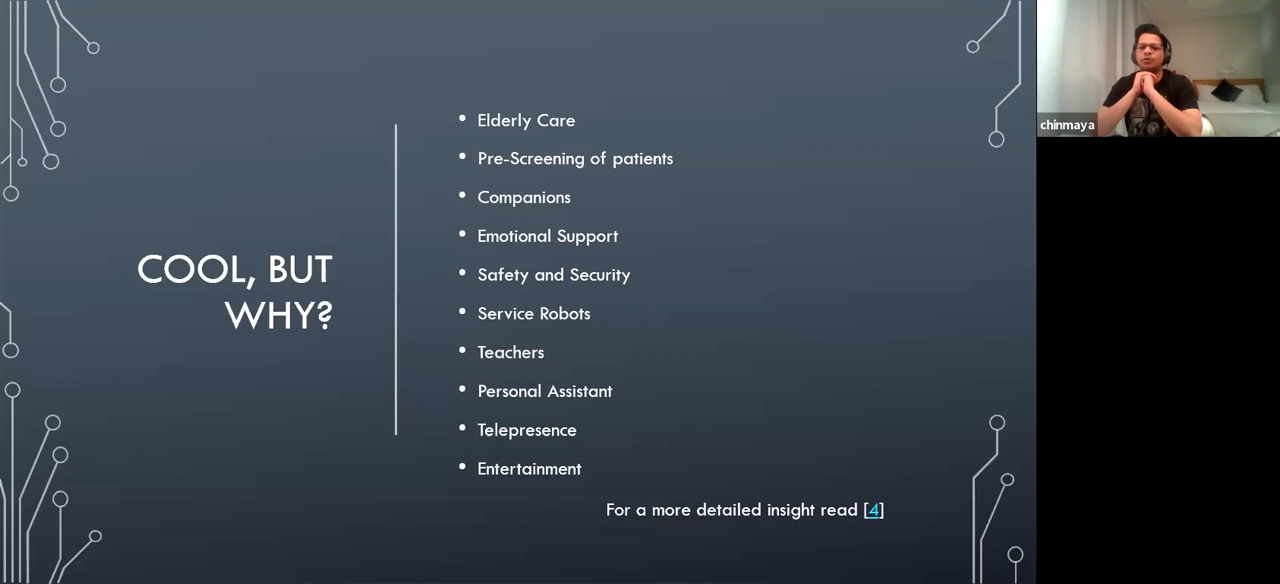 COOL, BUT
WHY?
Elderly Care
Pre-Screening of patients
Companions
Emotional Support
Safety and Security
Service Robots
Teachers
Personal Assistant
Telepresence
Entertainment
For a more detailed insight read [4]
chinmaya